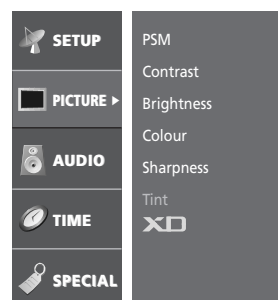 SETUP
PICTURE ▸
AUDIO
TIME
SPECIAL
PSM
Contrast
Brightness
Colour
Sharpness
Tint
XD